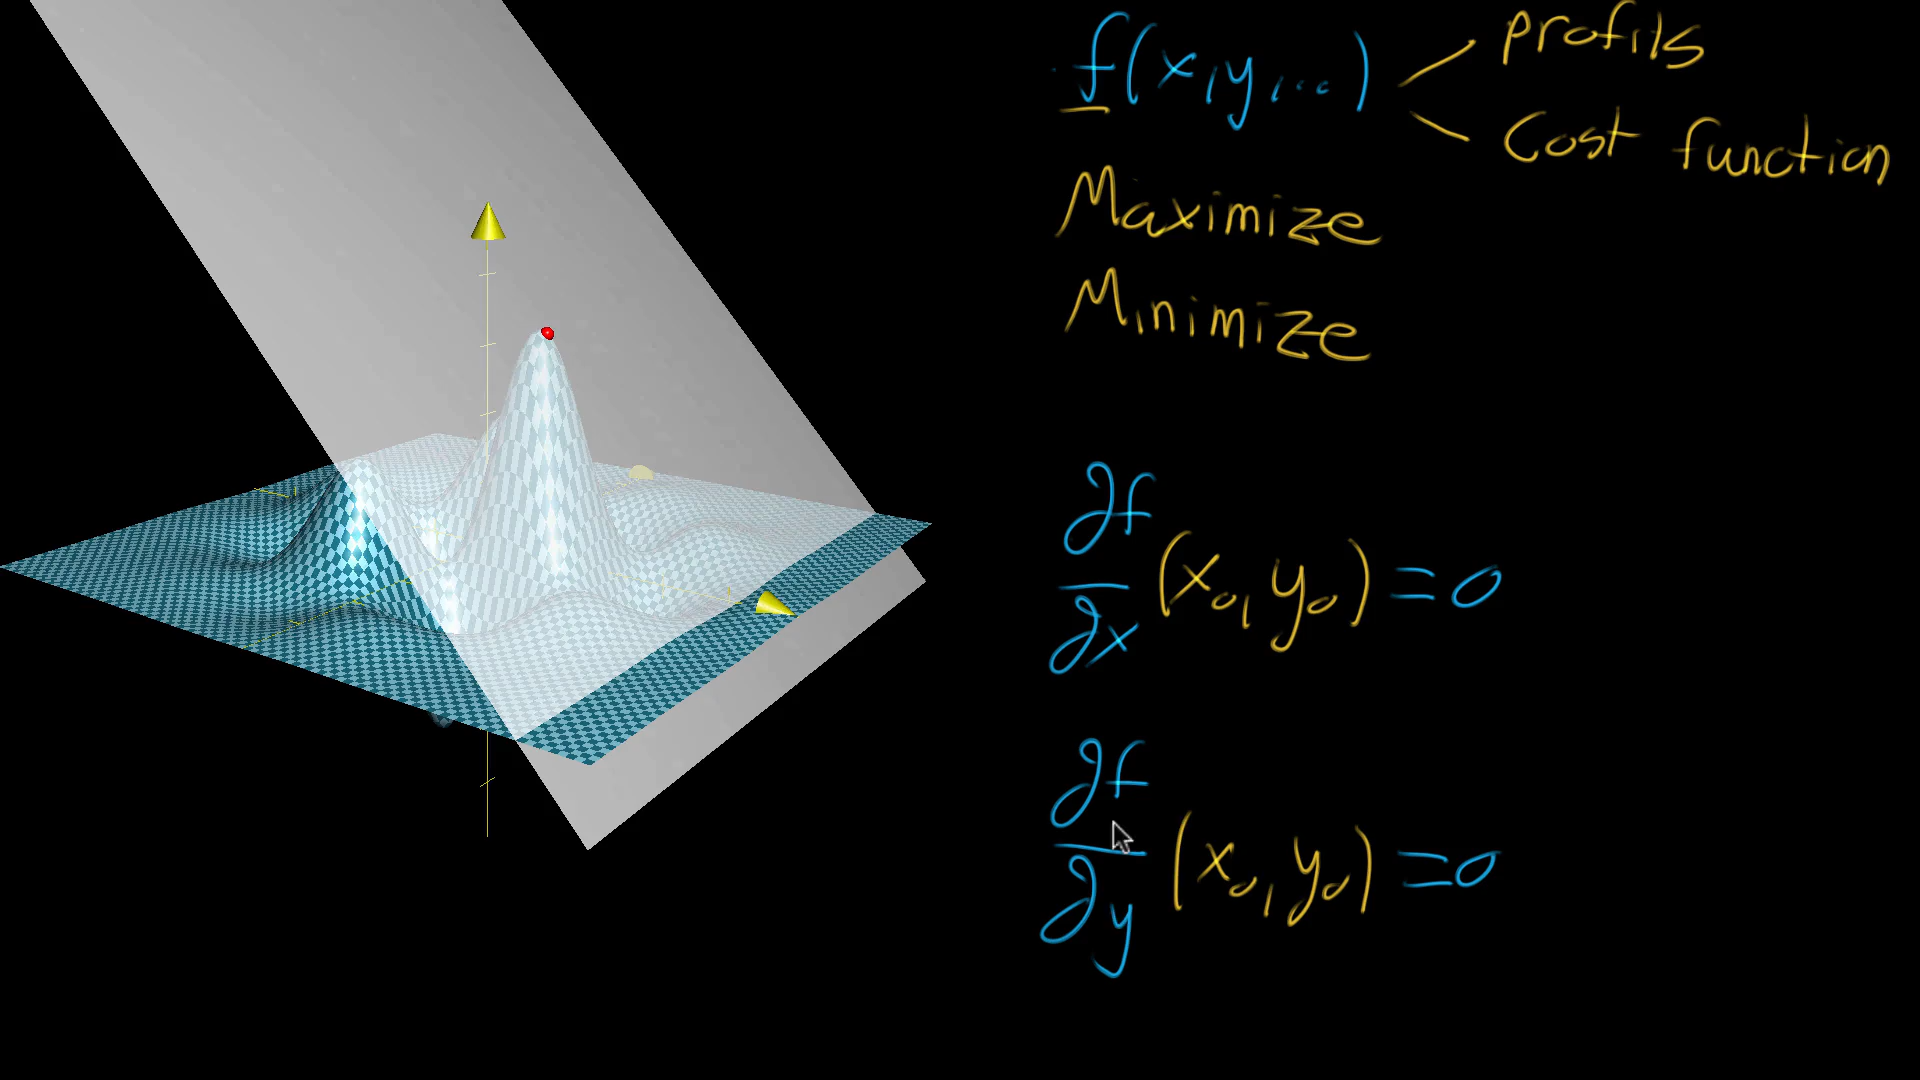 f(x,y,...) < profits
Cost function
Maximize
Minimize
∂f/∂x (x₀,y₀) = 0
∂f/∂y (x₀,y₀) = 0